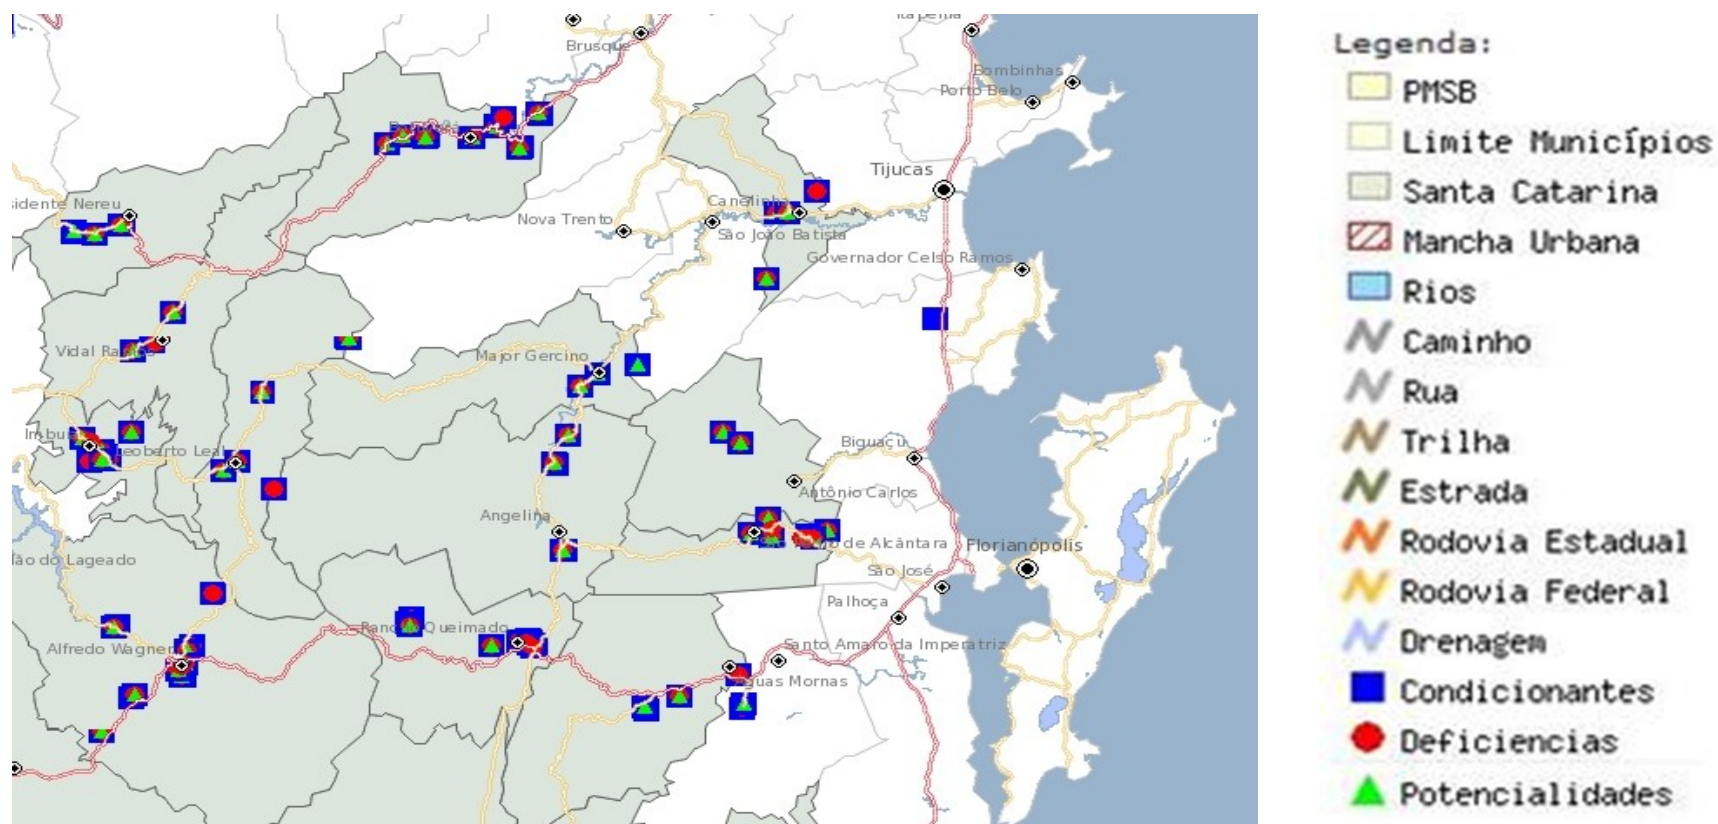 Itapema
Brusque
Bombinhas
Porto Belo
Tijucas
sidente Nereu
Canelinha
Nova Trento
São João Batista
Governador Celso Ramos
Vidal Ramos
Major Gercino
Imbuia
Leoberto Leal
Biguaçu
Antônio Carlos
Angelina
de Alcântara
Florianópolis
ão do Lageado
São José
Palhoça
Rancho Queimado
Alfredo Wagner
Santo Amaro da Imperatriz
Águas Mornas
Legenda:
PMSB
Limite Municípios
Santa Catarina
Mancha Urbana
Rios
Caminho
Rua
Trilha
Estrada
Rodovia Estadual
Rodovia Federal
Drenagem
Condicionantes
Deficiencias
Potencialidades